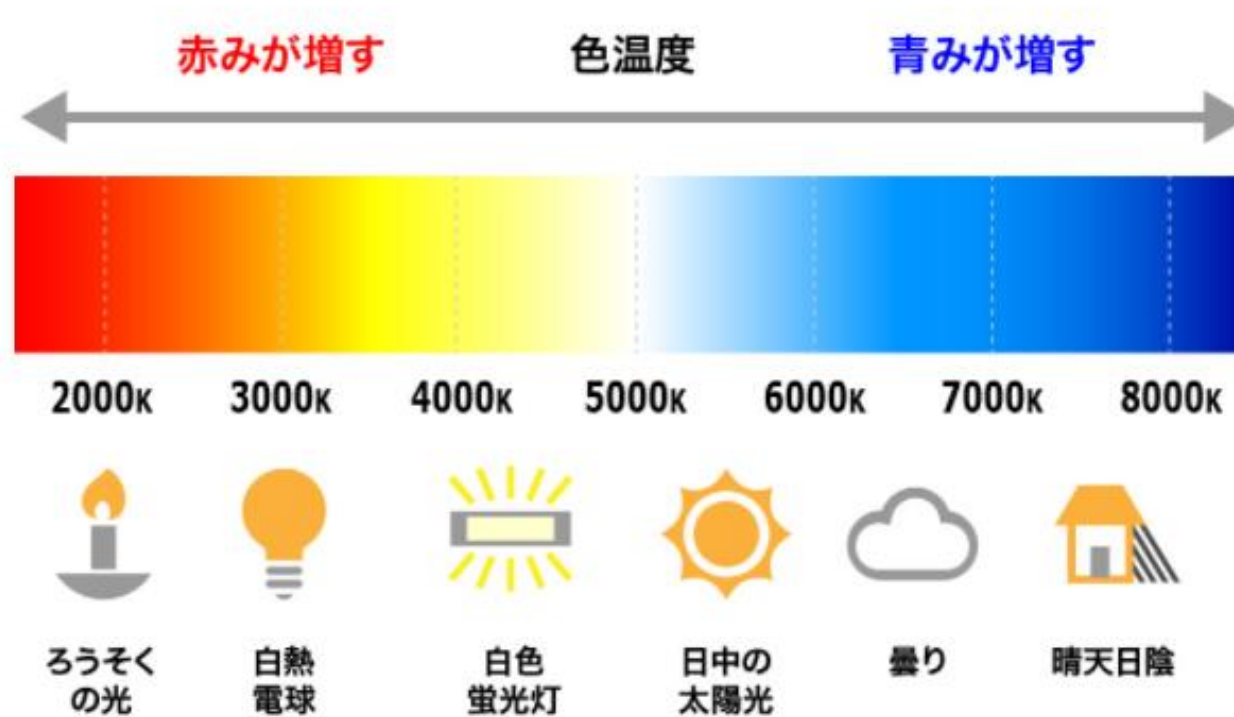 赤みが増す 色温度 青みが増す
2000K 3000K 4000K 5000K 6000K 7000K 8000K
ろうそく
の光
白熱
電球
白色
蛍光灯
日中の
太陽光
曇り
晴天日陰